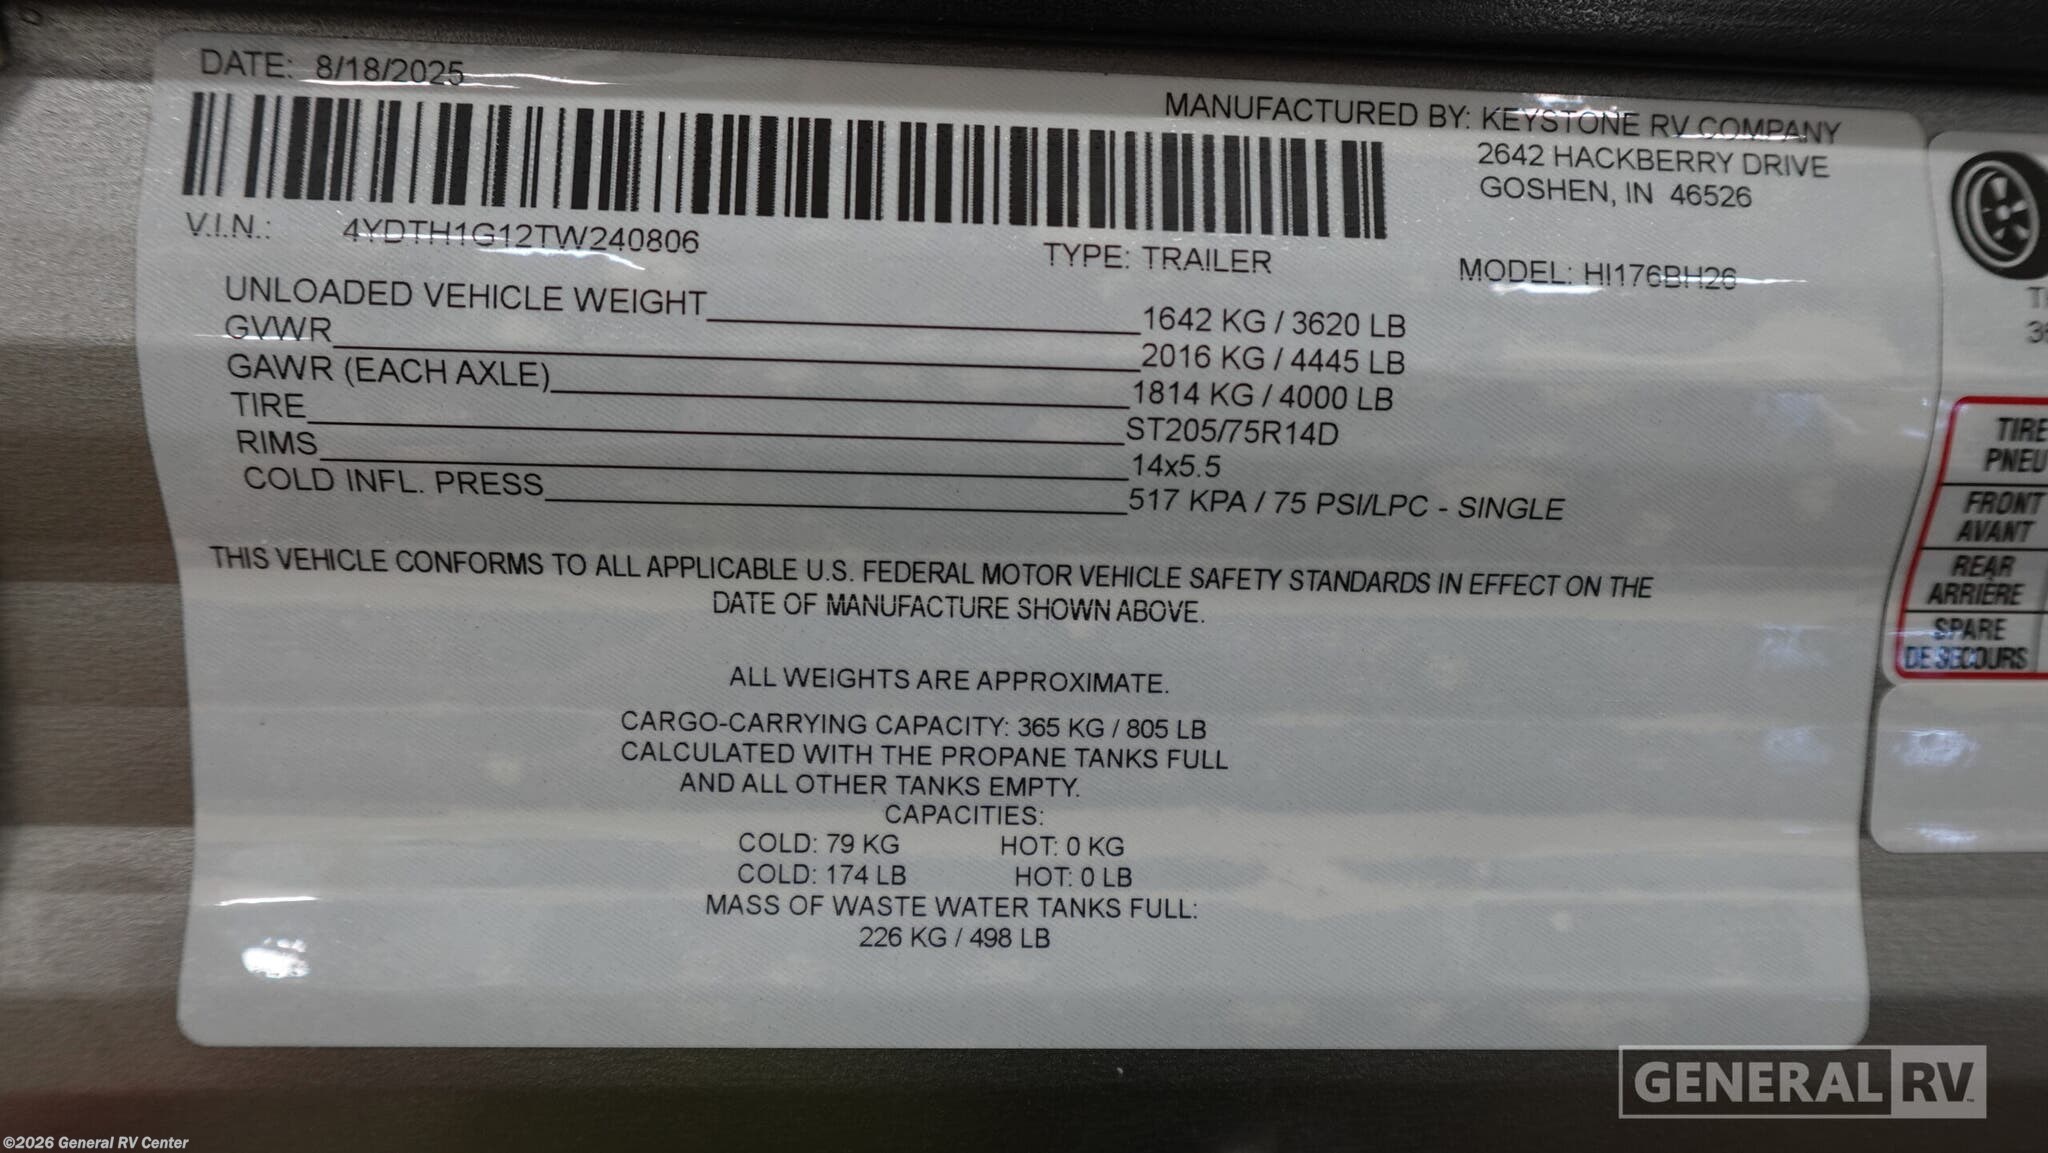 DATE: 8/18/2025
MANUFACTURED BY: KEYSTONE RV COMPANY
2642 HACKBERRY DRIVE
GOSHEN, IN 46526
V.I.N.: 4YDTH1G12TW240806
TYPE: TRAILER
MODEL: HI176BH26
UNLOADED VEHICLE WEIGHT 1642 KG / 3620 LB
GVWR 2016 KG / 4445 LB
GAWR (EACH AXLE) 1814 KG / 4000 LB
TIRE ST205/75R14D
RIMS 14x5.5
COLD INFL. PRESS 517 KPA / 75 PSI/LPC - SINGLE
THIS VEHICLE CONFORMS TO ALL APPLICABLE U.S. FEDERAL MOTOR VEHICLE SAFETY STANDARDS IN EFFECT ON THE
DATE OF MANUFACTURE SHOWN ABOVE.
ALL WEIGHTS ARE APPROXIMATE.
CARGO-CARRYING CAPACITY: 365 KG / 805 LB
CALCULATED WITH THE PROPANE TANKS FULL
AND ALL OTHER TANKS EMPTY.
CAPACITIES:
COLD: 79 KG HOT: 0 KG
COLD: 174 LB HOT: 0 LB
MASS OF WASTE WATER TANKS FULL:
226 KG / 498 LB
TIRE
PNEU
FRONT
AVANT
REAR
ARRIÈRE
SPARE
DE SECOURS
GENERAL RV
©2026 General RV Center